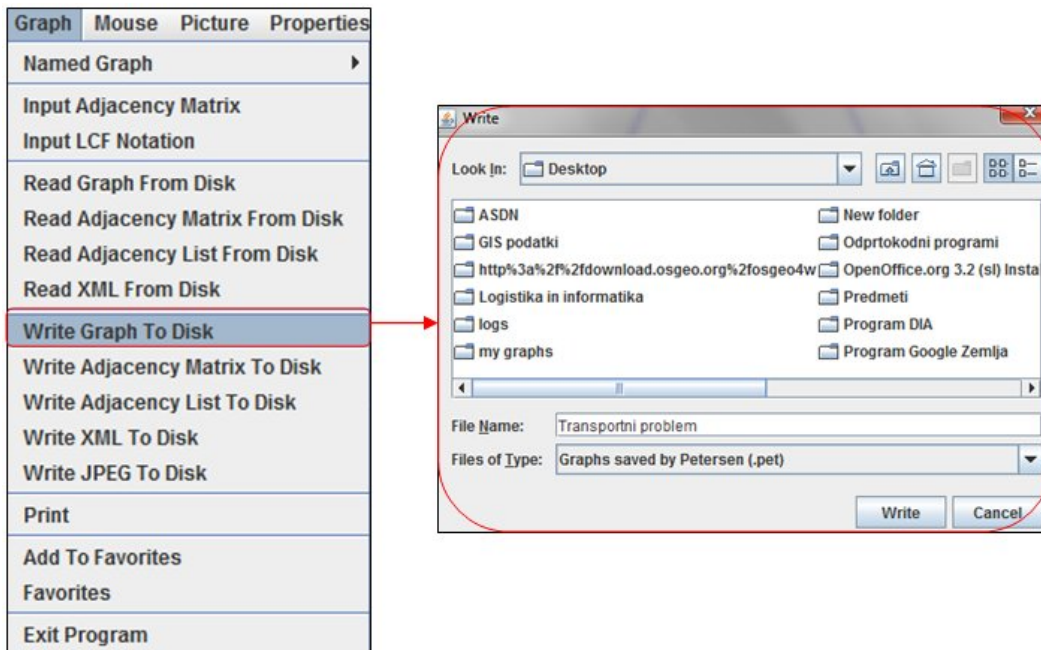 Graph Mouse Picture Properties
Named Graph
Input Adjacency Matrix
Input LCF Notation
Read Graph From Disk
Read Adjacency Matrix From Disk
Read Adjacency List From Disk
Read XML From Disk
Write Graph To Disk
Write Adjacency Matrix To Disk
Write Adjacency List To Disk
Write XML To Disk
Write JPEG To Disk
Print
Add To Favorites
Favorites
Exit Program
Write
Look In: Desktop
ASDN New folder
GIS podatki Odprtokodni programi
http%3a%2f%2fdownload.osgeo.org%2fosgeo4w OpenOffice.org 3.2 (sl) Insta
Logistika in informatika Predmeti
logs Program DIA
my graphs Program Google Zemlja
File Name: Transportni problem
Files of Type: Graphs saved by Petersen (.pet)
Write Cancel